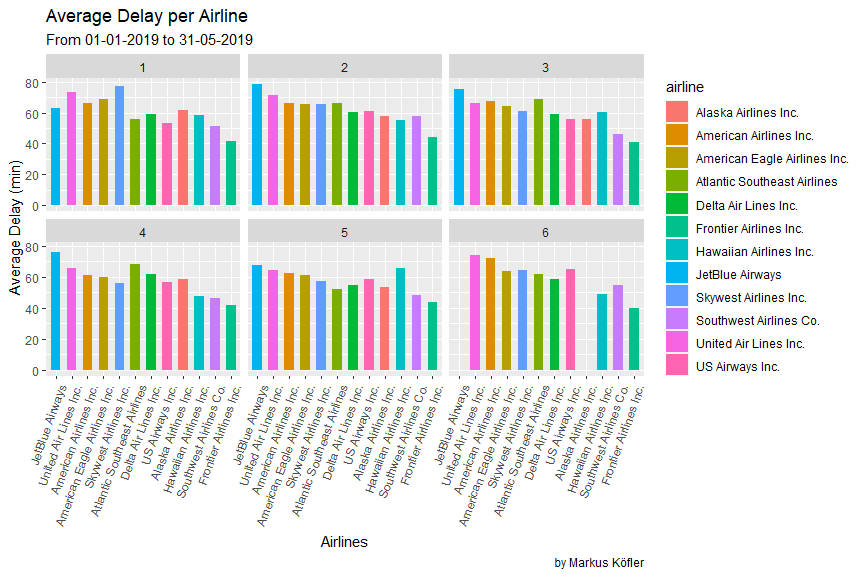 Average Delay per Airline
From 01-01-2019 to 31-05-2019
1
2
3
80
60
40
20
0
4
5
6
80
60
40
20
0
Average Delay (min)
JetBlue Airways
United Air Lines Inc.
American Airlines Inc.
American Eagle Airlines Inc.
Skywest Airlines Inc.
Atlantic Southeast Airlines
Delta Air Lines Inc.
US Airways Inc.
Alaska Airlines Inc.
Hawaiian Airlines Inc.
Southwest Airlines Co.
Frontier Airlines Inc.
JetBlue Airways
United Air Lines Inc.
American Airlines Inc.
American Eagle Airlines Inc.
Skywest Airlines Inc.
Atlantic Southeast Airlines
Delta Air Lines Inc.
US Airways Inc.
Alaska Airlines Inc.
Hawaiian Airlines Inc.
Southwest Airlines Co.
Frontier Airlines Inc.
JetBlue Airways
United Air Lines Inc.
American Airlines Inc.
American Eagle Airlines Inc.
Skywest Airlines Inc.
Atlantic Southeast Airlines
Delta Air Lines Inc.
US Airways Inc.
Alaska Airlines Inc.
Hawaiian Airlines Inc.
Southwest Airlines Co.
Frontier Airlines Inc.
Airlines
airline
Alaska Airlines Inc.
American Airlines Inc.
American Eagle Airlines Inc.
Atlantic Southeast Airlines
Delta Air Lines Inc.
Frontier Airlines Inc.
Hawaiian Airlines Inc.
JetBlue Airways
Skywest Airlines Inc.
Southwest Airlines Co.
United Air Lines Inc.
US Airways Inc.
by Markus Köfler